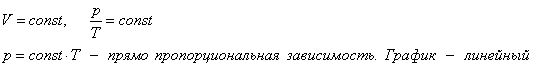 V = const, p/T = const
p = const · T – прямо пропорциональная зависимость. График – линейный